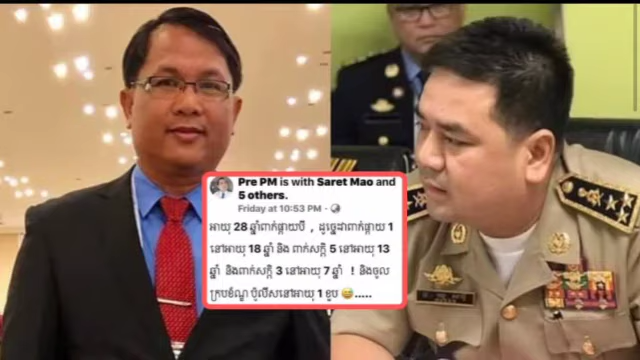 Pre PM is with Saret Mao and
5 others.
Friday at 10:53 PM ·
អាយុ 28 ឆ្នាំពាក់ផ្កាយបី , ដូច្នេដាពាក់ផ្កាយ 1
នៅអាយុ 18 ឆ្នាំ និង ពាក់សក្តិ 5 នៅអាយុ 13
ឆ្នាំ និងពាក់សក្តិ 3 នៅអាយុ 7 ឆ្នាំ ! និងចូល
ក្របខ័ណ្ឌ ប៉ូលីសនៅអាយុ 1 ខួប 😅.....